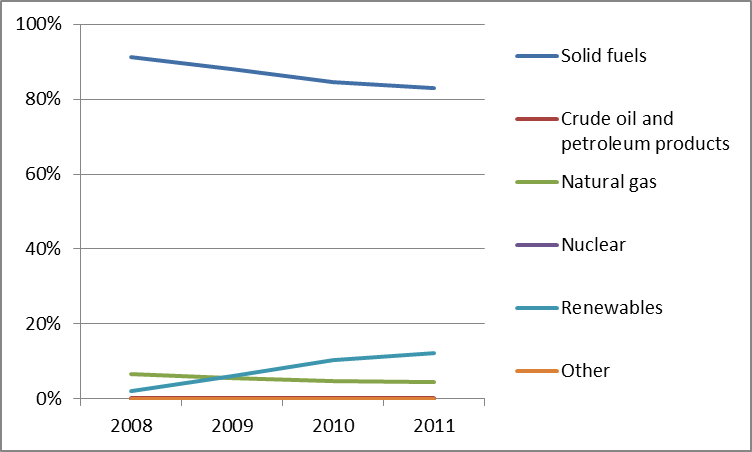 100%
80%
60%
40%
20%
0%
2008
2009
2010
2011
Solid fuels
Crude oil and
petroleum products
Natural gas
Nuclear
Renewables
Other